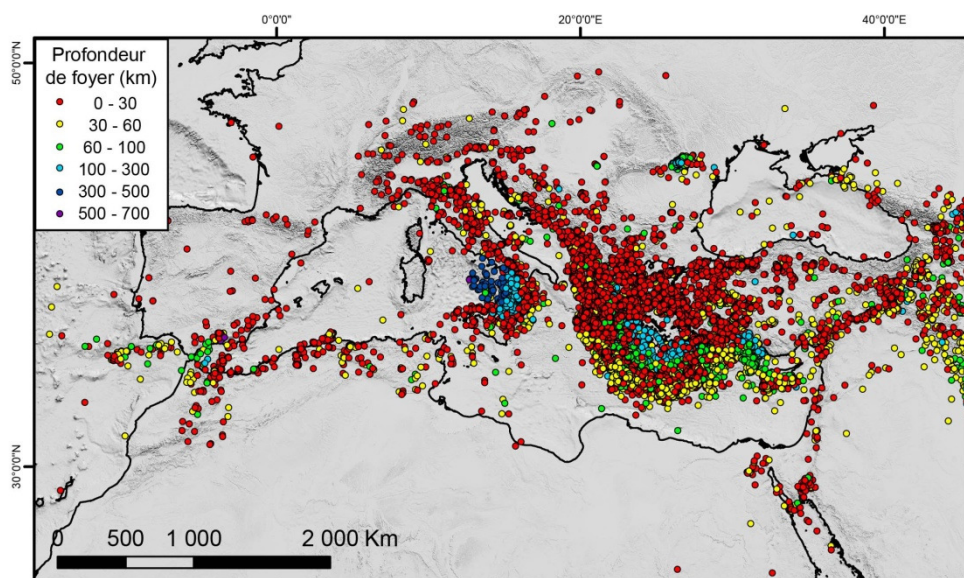 0°0'0"
20°0'0"E
40°0'0"E
50°0'0"N
Profondeur
de foyer (km)
0 - 30
30 - 60
60 - 100
100 - 300
300 - 500
500 - 700
30°0'0"N
0 500 1 000 2 000 Km